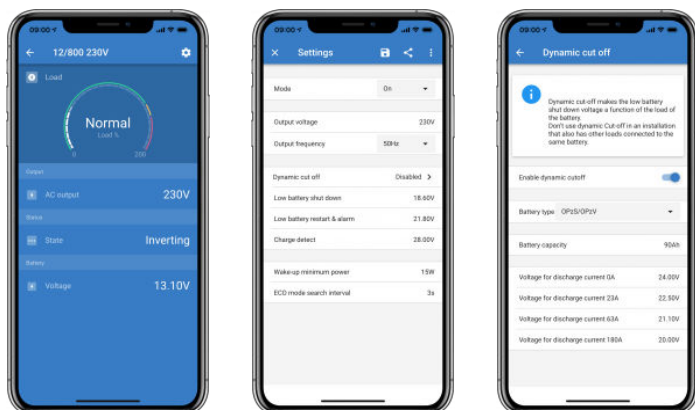 09:00
12/800 230V
Load
Normal
Load %
0 200
Output
AC output 230V
Status
State Inverting
Battery
Voltage 13.10V
09:00
Settings
Mode On
Output voltage 230V
Output frequency 50Hz
Dynamic cut off Disabled
Low battery shut down 18.60V
Low battery restart & alarm 21.80V
Charge detect 28.00V
Wake-up minimum power 15W
ECO mode search interval 3s
09:00
Dynamic cut off
Dynamic cut-off makes the low battery
shut down voltage a function of the load of
the battery.
Don't use dynamic Cut-off in an installation
that also has other loads connected to the
same battery.
Enable dynamic cutoff
Battery type OPzS/OPzV
Battery capacity 90Ah
Voltage for discharge current 0A 24.00V
Voltage for discharge current 23A 22.50V
Voltage for discharge current 63A 21.10V
Voltage for discharge current 180A 20.00V